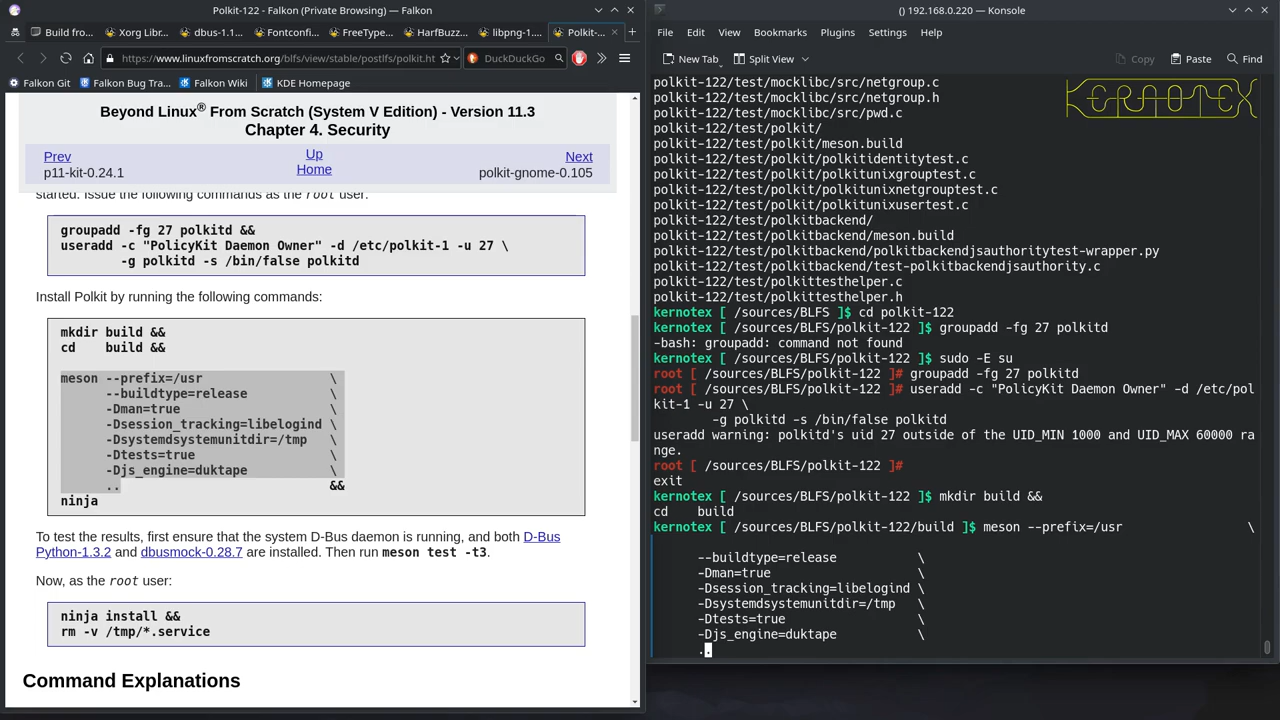 Polkit-122 - Falkon (Private Browsing) — Falkon
Build fro...
Xorg Libr...
dbus-1.1...
Fontconfi...
FreeType...
HarfBuzz...
libpng-1....
Polkit-...
https://www.linuxfromscratch.org/blfs/view/stable/postlfs/polkit.ht
DuckDuckGo
Falkon Git
Falkon Bug Tra...
Falkon Wiki
KDE Homepage
Beyond Linux® From Scratch (System V Edition) - Version 11.3
Chapter 4. Security
Prev
Up
Next
p11-kit-0.24.1
Home
polkit-gnome-0.105
started. Issue the following commands as the root user:
groupadd -fg 27 polkitd &&
useradd -c "PolicyKit Daemon Owner" -d /etc/polkit-1 -u 27 \
-g polkitd -s /bin/false polkitd
Install Polkit by running the following commands:
mkdir build &&
cd    build &&
meson --prefix=/usr                 \
--buildtype=release           \
-Dman=true                    \
-Dsession_tracking=libelogind \
-Dsystemdsystemunitdir=/tmp   \
-Dtests=true                  \
-Djs_engine=duktape           \
..                            &&
ninja
To test the results, first ensure that the system D-Bus daemon is running, and both D-Bus
Python-1.3.2 and dbusmock-0.28.7 are installed. Then run meson test -t3.
Now, as the root user:
ninja install &&
rm -v /tmp/*.service
Command Explanations
() 192.168.0.220 — Konsole
File
Edit
View
Bookmarks
Plugins
Settings
Help
New Tab
Split View
Copy
Paste
Find
KERNOTEX
polkit-122/test/mocklibc/src/netgroup.c
polkit-122/test/mocklibc/src/netgroup.h
polkit-122/test/mocklibc/src/pwd.c
polkit-122/test/polkit/
polkit-122/test/polkit/meson.build
polkit-122/test/polkit/polkitidentitytest.c
polkit-122/test/polkit/polkitunixgrouptest.c
polkit-122/test/polkit/polkitunixnetgrouptest.c
polkit-122/test/polkit/polkitunixusertest.c
polkit-122/test/polkitbackend/
polkit-122/test/polkitbackend/meson.build
polkit-122/test/polkitbackend/polkitbackendjsauthoritytest-wrapper.py
polkit-122/test/polkitbackend/test-polkitbackendjsauthority.c
polkit-122/test/polkittesthelper.c
polkit-122/test/polkittesthelper.h
kernotex [ /sources/BLFS ]$ cd polkit-122
kernotex [ /sources/BLFS/polkit-122 ]$ groupadd -fg 27 polkitd
-bash: groupadd: command not found
kernotex [ /sources/BLFS/polkit-122 ]$ sudo -E su
root [ /sources/BLFS/polkit-122 ]# groupadd -fg 27 polkitd
root [ /sources/BLFS/polkit-122 ]# useradd -c "PolicyKit Daemon Owner" -d /etc/pol
kit-1 -u 27 \
-g polkitd -s /bin/false polkitd
useradd warning: polkitd's uid 27 outside of the UID_MIN 1000 and UID_MAX 60000 ra
nge.
root [ /sources/BLFS/polkit-122 ]#
exit
kernotex [ /sources/BLFS/polkit-122 ]$ mkdir build &&
cd    build
kernotex [ /sources/BLFS/polkit-122/build ]$ meson --prefix=/usr                 \
--buildtype=release           \
-Dman=true                    \
-Dsession_tracking=libelogind \
-Dsystemdsystemunitdir=/tmp   \
-Dtests=true                  \
-Djs_engine=duktape           \
..